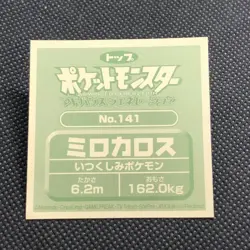 トップ
ポケットモンスター
No.141
ミロカロス
いつくしみポケモン
たかさ おもさ
6.2m 162.0kg